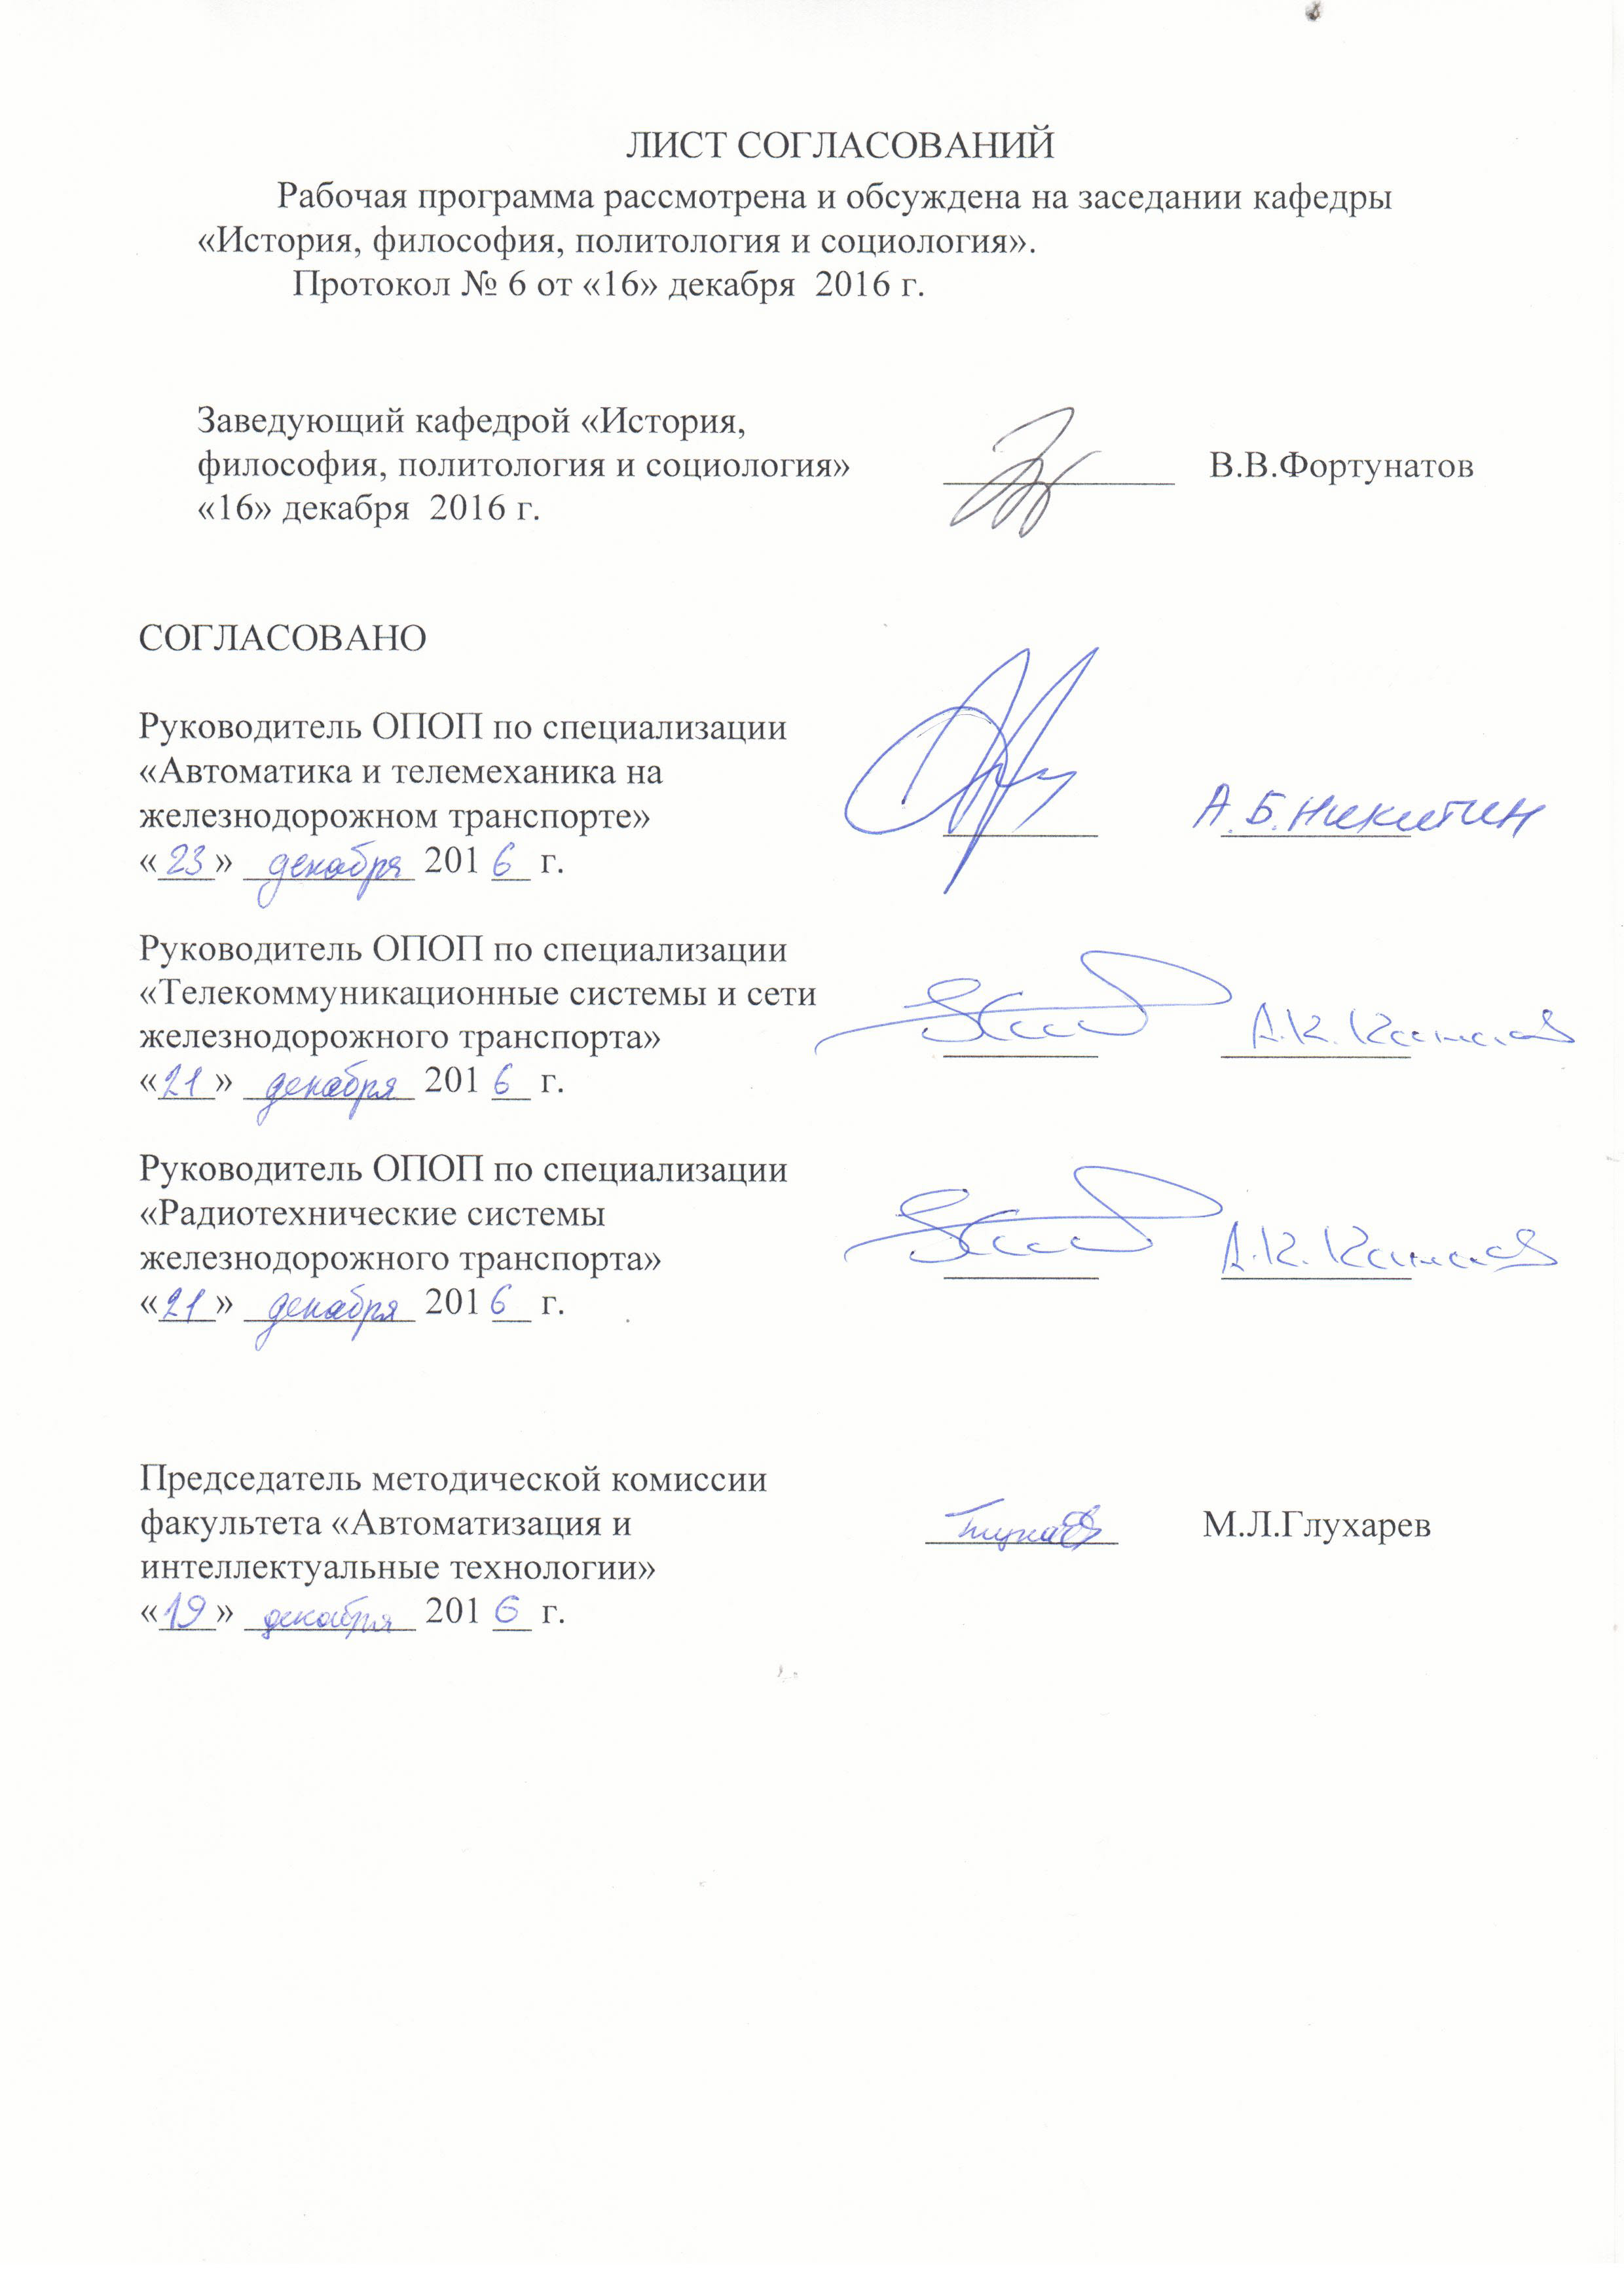 ЛИСТ СОГЛАСОВАНИЙ
Рабочая программа рассмотрена и обсуждена на заседании кафедры
«История, философия, политология и социология».
Протокол № 6 от «16» декабря 2016 г.
Заведующий кафедрой «История,
философия, политология и социология» В.В.Фортунатов
«16» декабря 2016 г.
СОГЛАСОВАНО
Руководитель ОПОП по специализации
«Автоматика и телемеханика на
железнодорожном транспорте» А.Б.Никитин
«23» декабря 2016 г.
Руководитель ОПОП по специализации
«Телекоммуникационные системы и сети
железнодорожного транспорта» А.К.
«21» декабря 2016 г.
Руководитель ОПОП по специализации
«Радиотехнические системы
железнодорожного транспорта» А.К.
«21» декабря 2016 г.
Председатель методической комиссии
факультета «Автоматизация и М.Л.Глухарев
интеллектуальные технологии»
«19» декабря 2016 г.